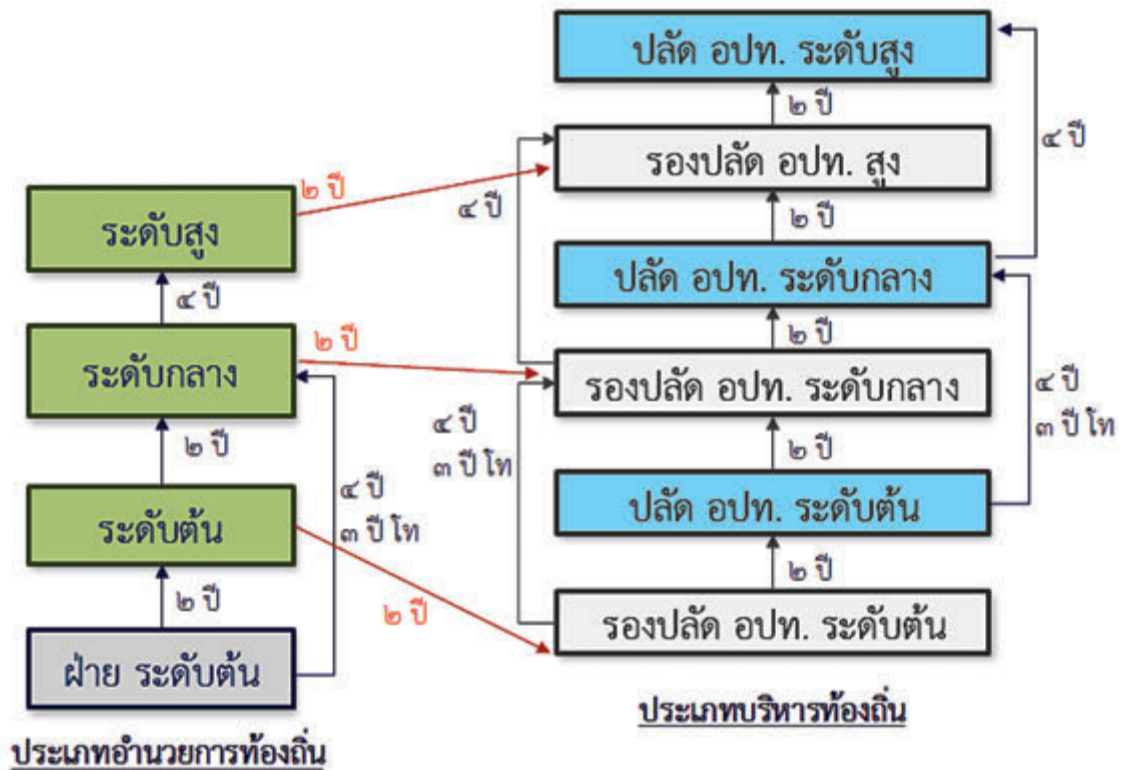 ปลัด อปท. ระดับสูง
๒ ปี
๔ ปี
รองปลัด อปท. สูง
๒ ปี
๔ ปี
ระดับสูง
๒ ปี
ปลัด อปท. ระดับกลาง
๔ ปี
๒ ปี
ระดับกลาง
๒ ปี
รองปลัด อปท. ระดับกลาง
๔ ปี
๓ ปี โท
๔ ปี
๓ ปี โท
๒ ปี
๒ ปี
ระดับต้น
๔ ปี
๓ ปี โท
ปลัด อปท. ระดับต้น
๒ ปี
๒ ปี
๒ ปี
รองปลัด อปท. ระดับต้น
ฝ่าย ระดับต้น
ประเภทบริหารท้องถิ่น
ประเภทอำนวยการท้องถิ่น